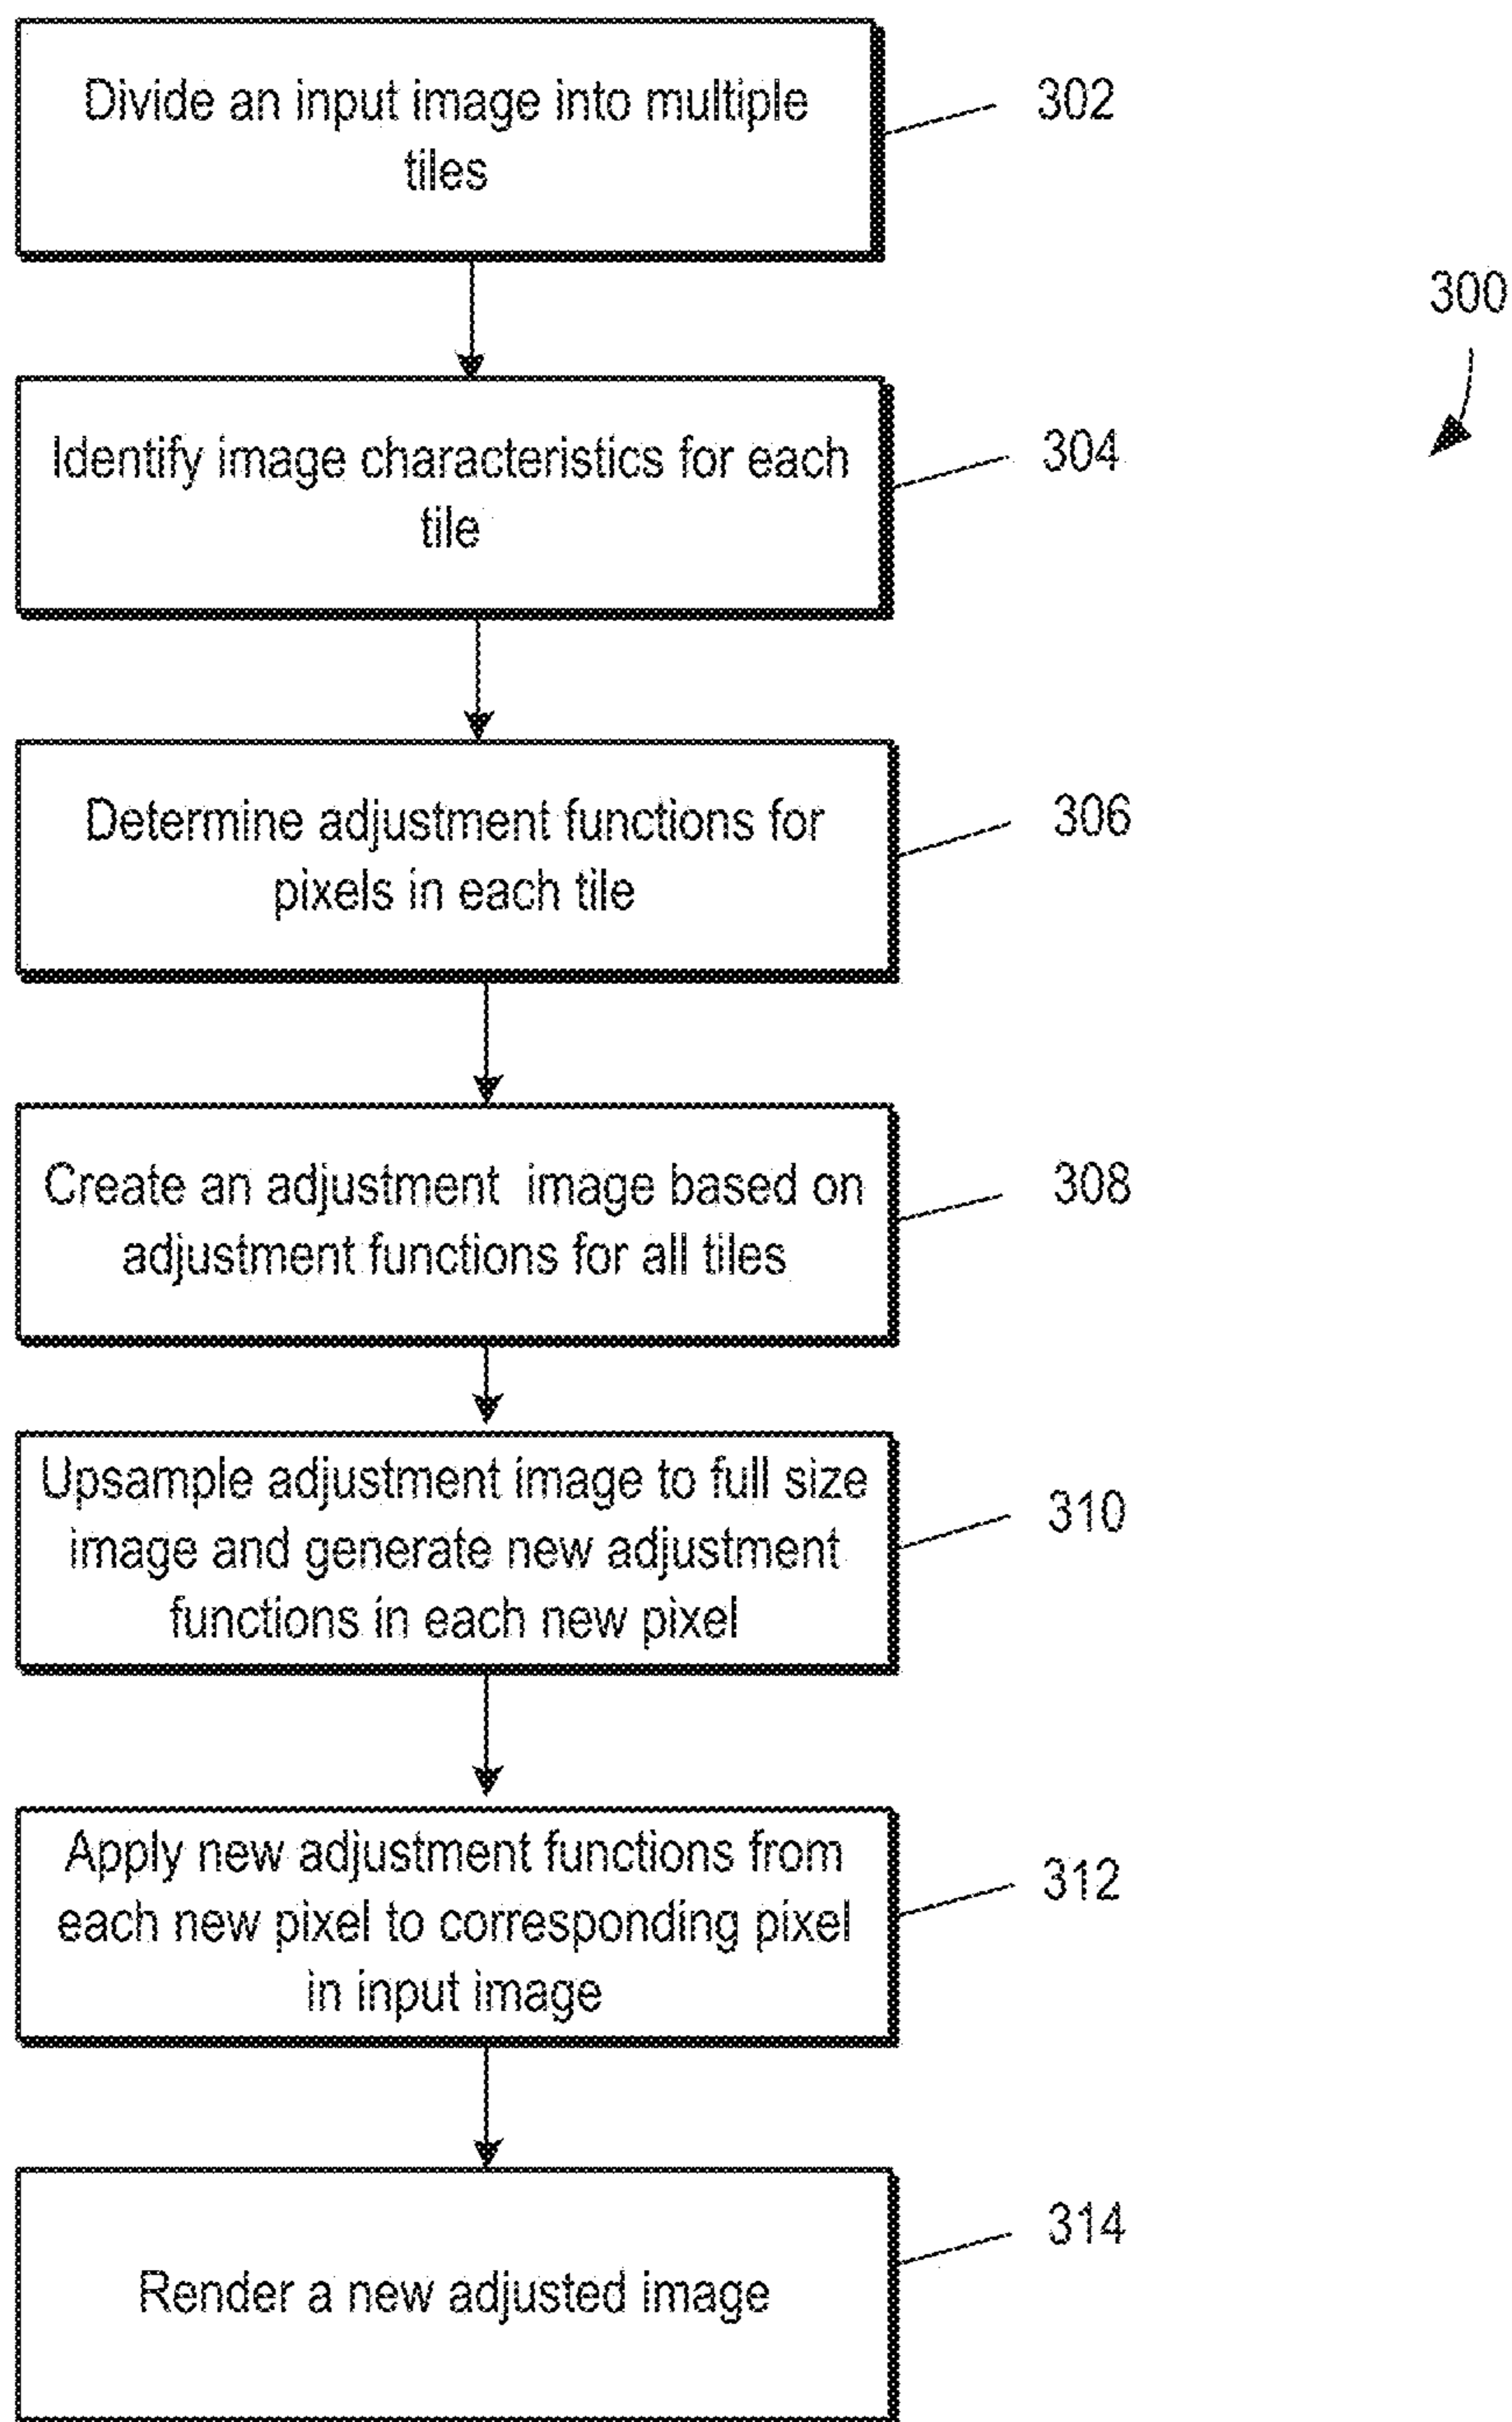 Divide an input image into multiple
tiles
302
300
Identify image characteristics for each
tile
304
Determine adjustment functions for
pixels in each tile
306
Create an adjustment image based on
adjustment functions for all tiles
308
Upsample adjustment image to full size
image and generate new adjustment
functions in each new pixel
310
Apply new adjustment functions from
each new pixel to corresponding pixel
in input image
312
Render a new adjusted image
314